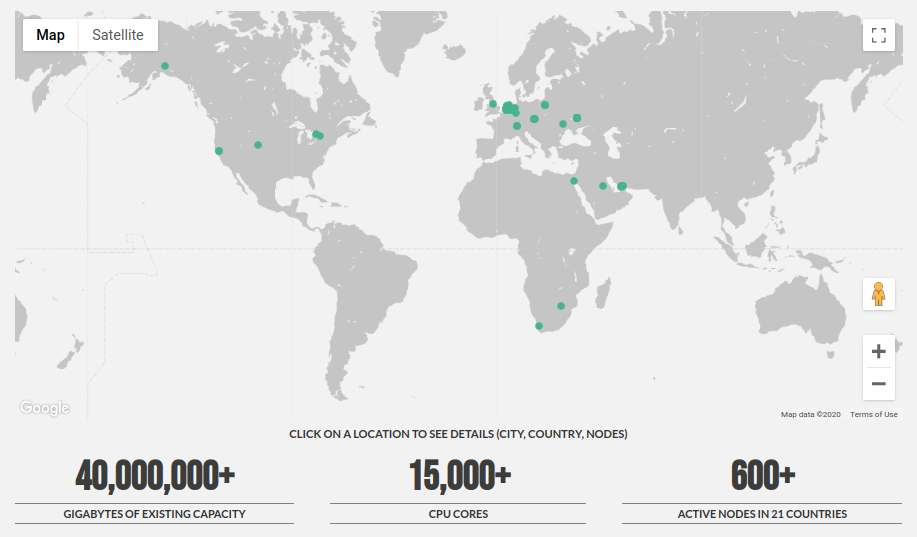 Map Satellite
Google
Map data ©2020 Terms of Use
CLICK ON A LOCATION TO SEE DETAILS (CITY, COUNTRY, NODES)
40,000,000+ 15,000+ 600+
GIGABYTES OF EXISTING CAPACITY CPU CORES ACTIVE NODES IN 21 COUNTRIES